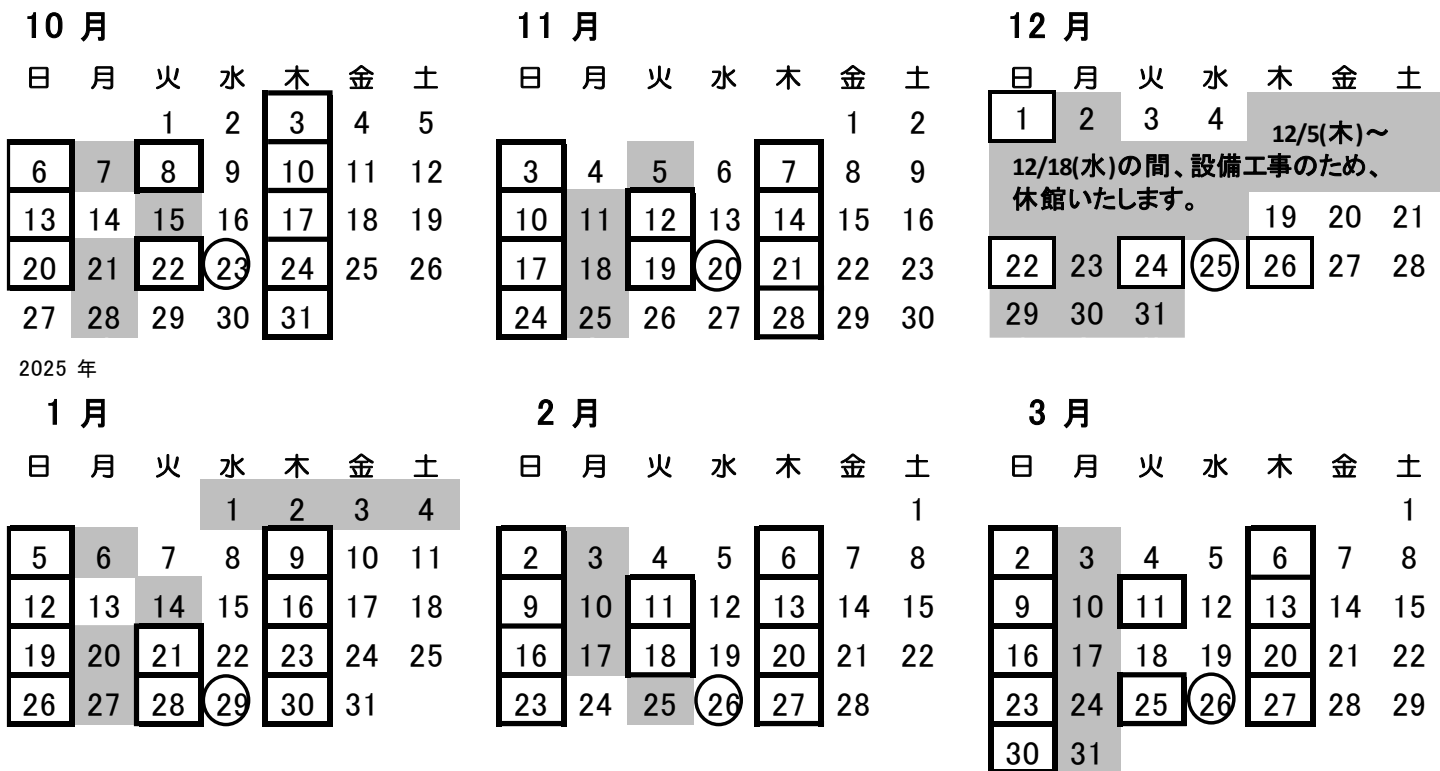 10 月
日 月 火 水 木 金 土
1 2 3 4 5
6 7 8 9 10 11 12
13 14 15 16 17 18 19
20 21 22 23 24 25 26
27 28 29 30 31
11 月
日 月 火 水 木 金 土
1 2
3 4 5 6 7 8 9
10 11 12 13 14 15 16
17 18 19 20 21 22 23
24 25 26 27 28 29 30
12 月
日 月 火 水 木 金 土
1 2 3 4
12/5(木)～
12/18(水)の間、設備工事のため、
休館いたします。
19 20 21
22 23 24 25 26 27 28
29 30 31
2025 年
1 月
日 月 火 水 木 金 土
1 2 3 4
5 6 7 8 9 10 11
12 13 14 15 16 17 18
19 20 21 22 23 24 25
26 27 28 29 30 31
2 月
日 月 火 水 木 金 土
1
2 3 4 5 6 7 8
9 10 11 12 13 14 15
16 17 18 19 20 21 22
23 24 25 26 27 28
3 月
日 月 火 水 木 金 土
1
2 3 4 5 6 7 8
9 10 11 12 13 14 15
16 17 18 19 20 21 22
23 24 25 26 27 28 29
30 31